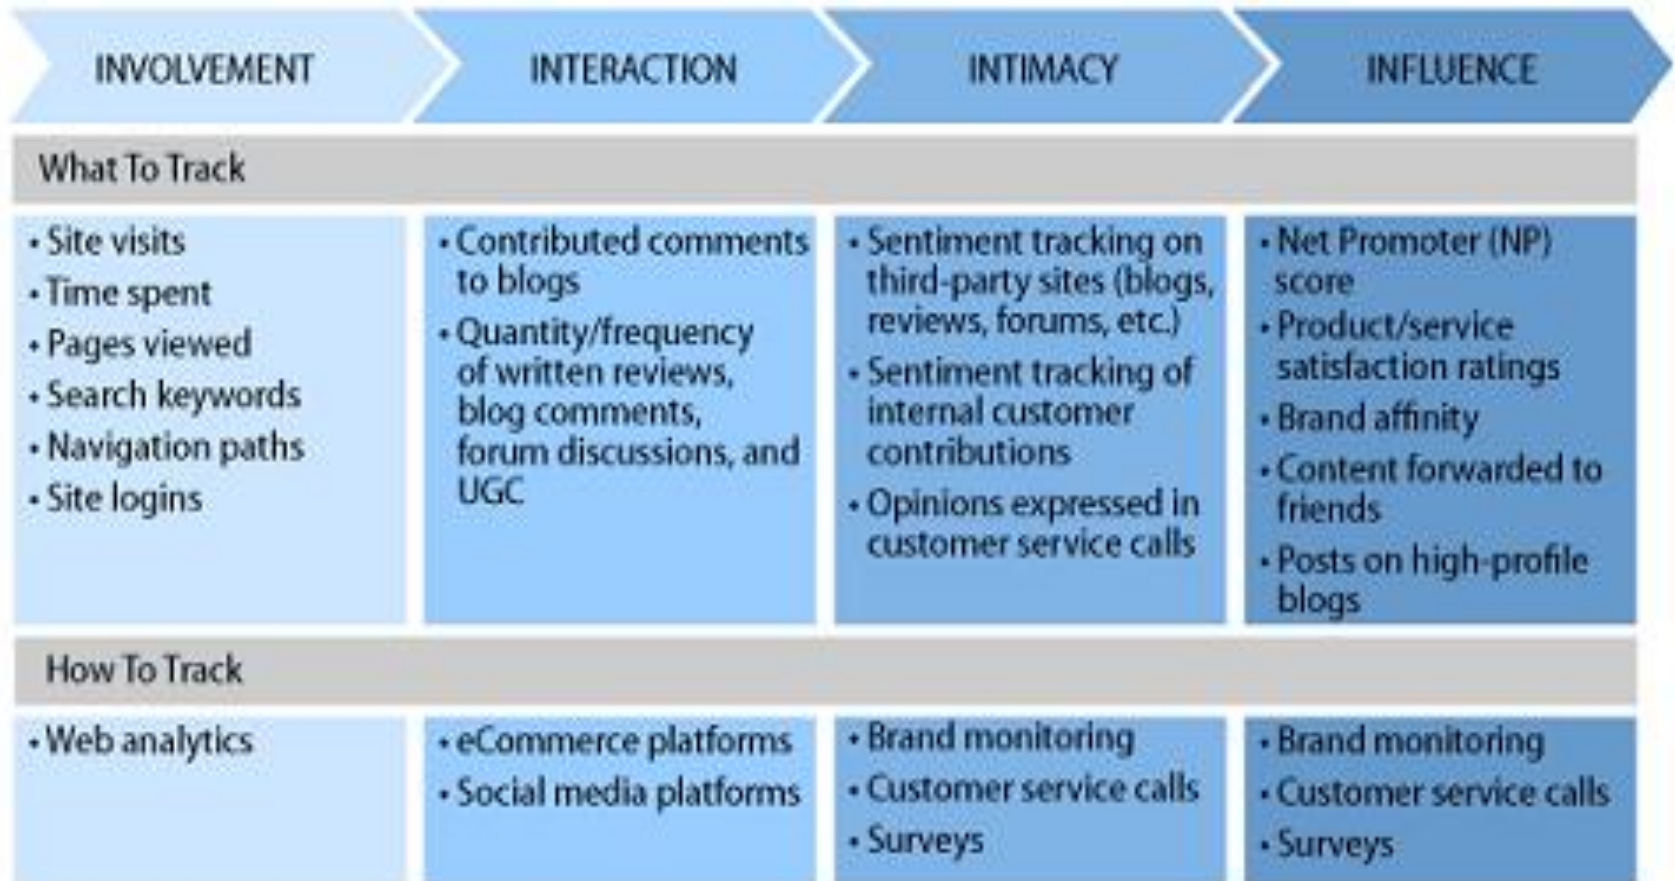 INVOLVEMENT
INTERACTION
INTIMACY
INFLUENCE
What To Track
• Site visits
• Time spent
• Pages viewed
• Search keywords
• Navigation paths
• Site logins
• Contributed comments
to blogs
• Quantity/frequency
of written reviews,
blog comments,
forum discussions, and
UGC
• Sentiment tracking on
third-party sites (blogs,
reviews, forums, etc.)
• Sentiment tracking of
internal customer
contributions
• Opinions expressed in
customer service calls
• Net Promoter (NP)
score
• Product/service
satisfaction ratings
• Brand affinity
• Content forwarded to
friends
• Posts on high-profile
blogs
How To Track
• Web analytics
• eCommerce platforms
• Social media platforms
• Brand monitoring
• Customer service calls
• Surveys
• Brand monitoring
• Customer service calls
• Surveys